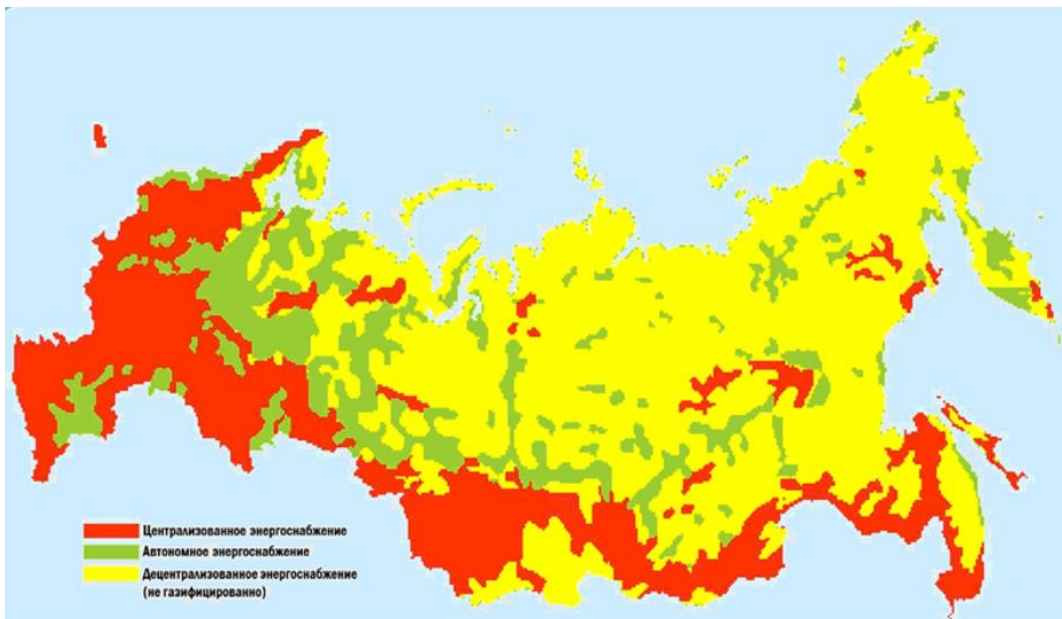 Централизованное энергоснабжение
Автономное энергоснабжение
Децентрализованное энергоснабжение
(не газифицированно)